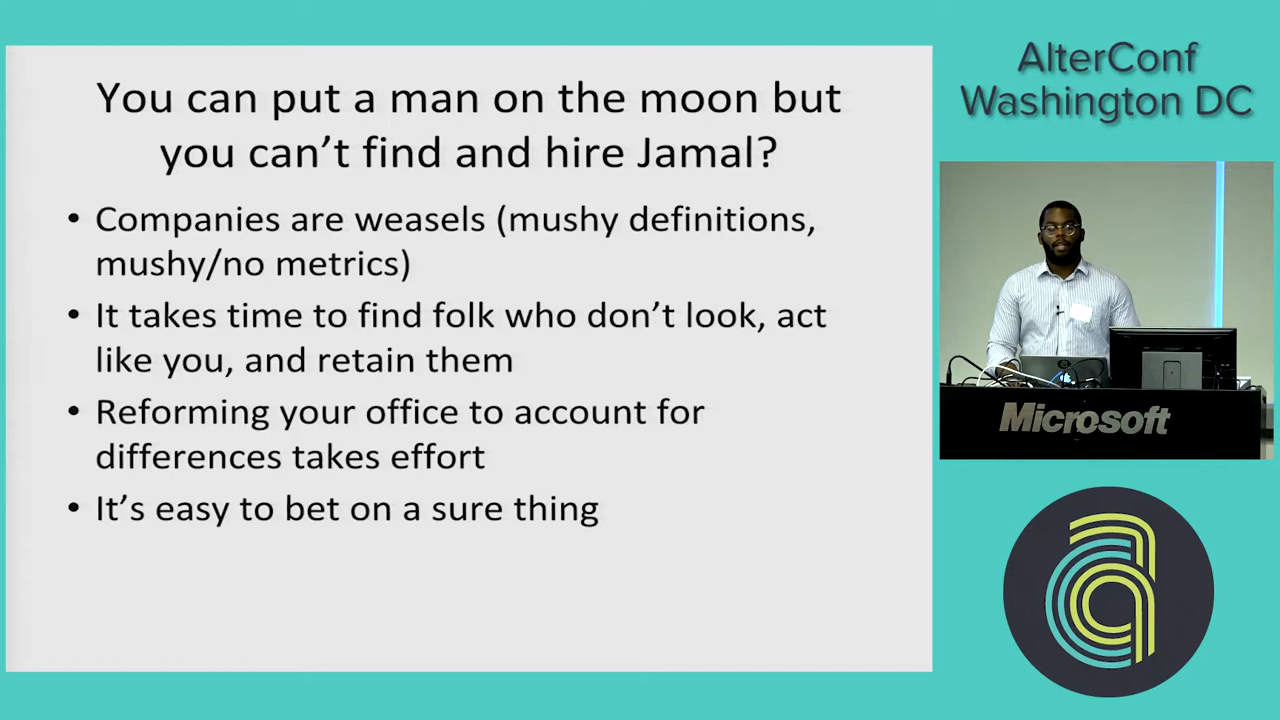 You can put a man on the moon but
you can't find and hire Jamal?
• Companies are weasels (mushy definitions,
mushy/no metrics)
• It takes time to find folk who don't look, act
like you, and retain them
• Reforming your office to account for
differences takes effort
• It's easy to bet on a sure thing
AlterConf
Washington DC
Microsoft